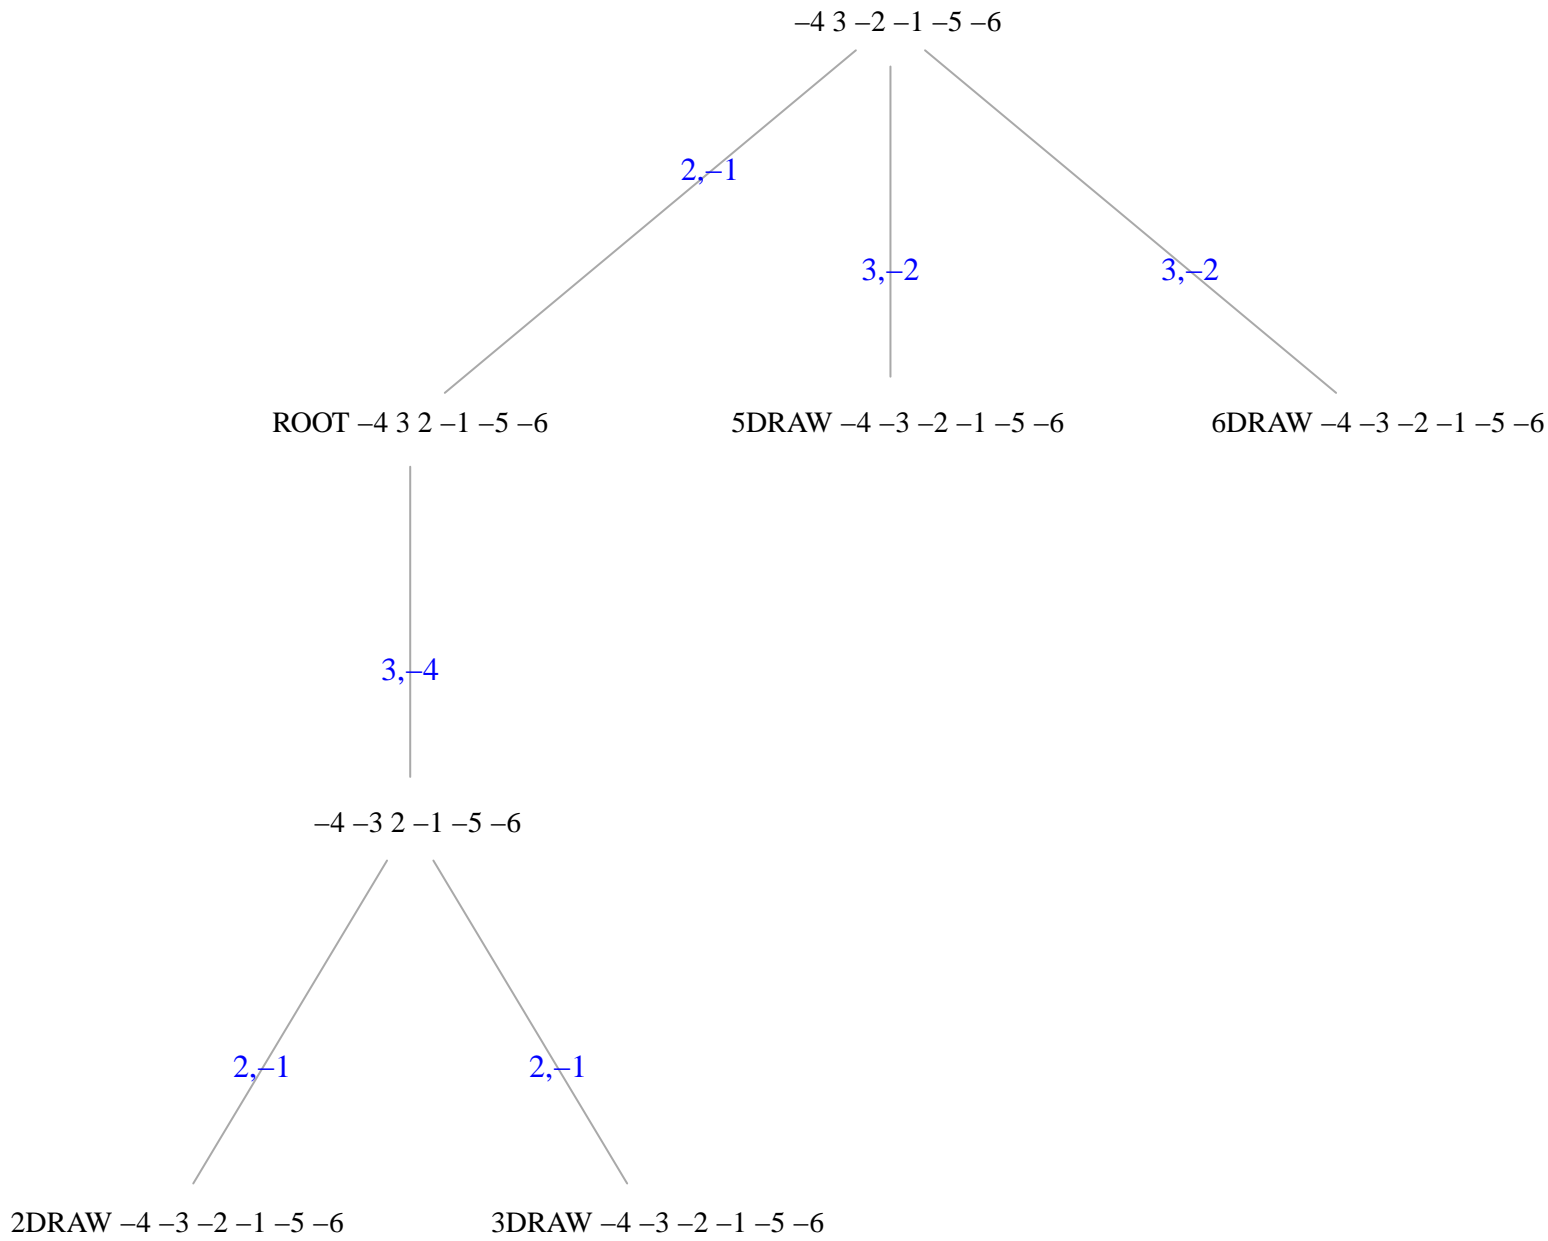 –4 3 –2 –1 –5 –6
2,–1
3,–2
3,–2
ROOT –4 3 2 –1 –5 –6
5DRAW –4 –3 –2 –1 –5 –6
6DRAW –4 –3 –2 –1 –5 –6
3,–4
–4 –3 2 –1 –5 –6
2,–1
2,–1
2DRAW –4 –3 –2 –1 –5 –6
3DRAW –4 –3 –2 –1 –5 –6